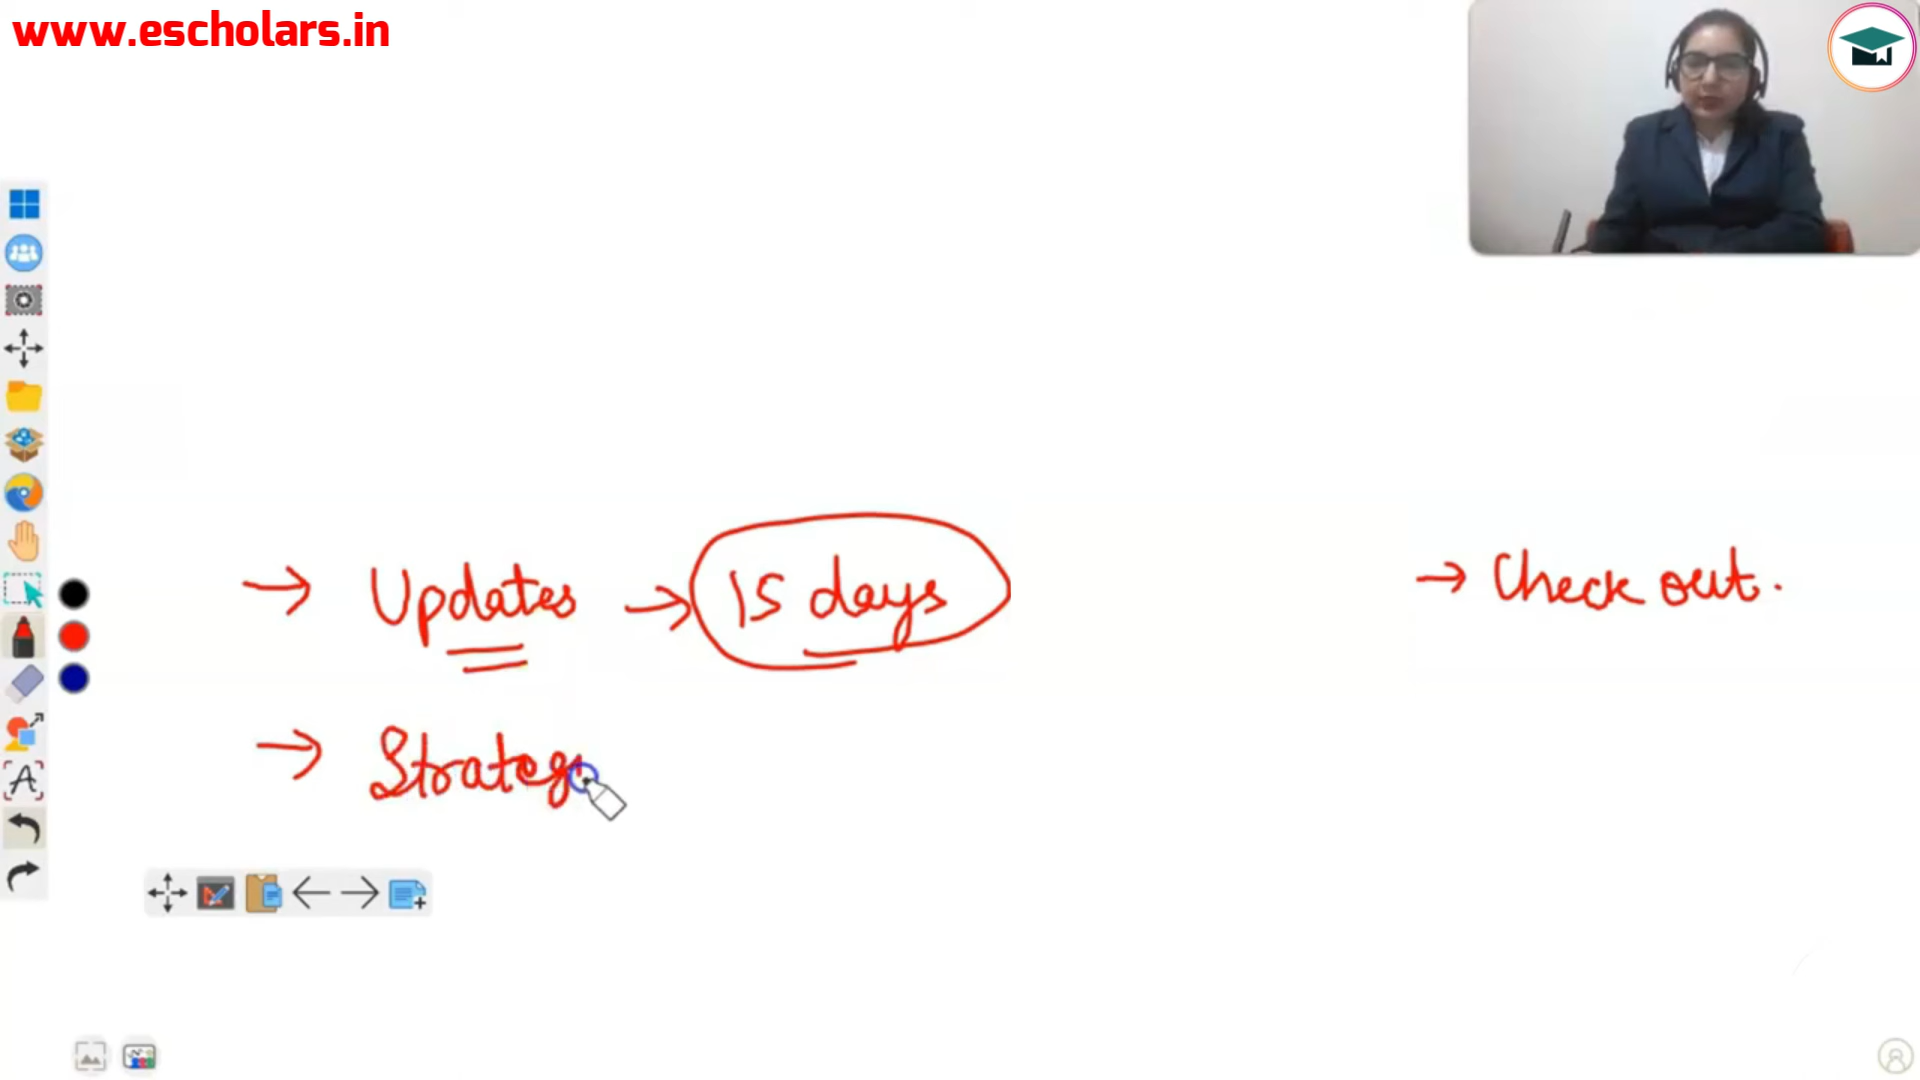 www.escholars.in
→ Updates → 15 days
→ Check out.
→ Strateg